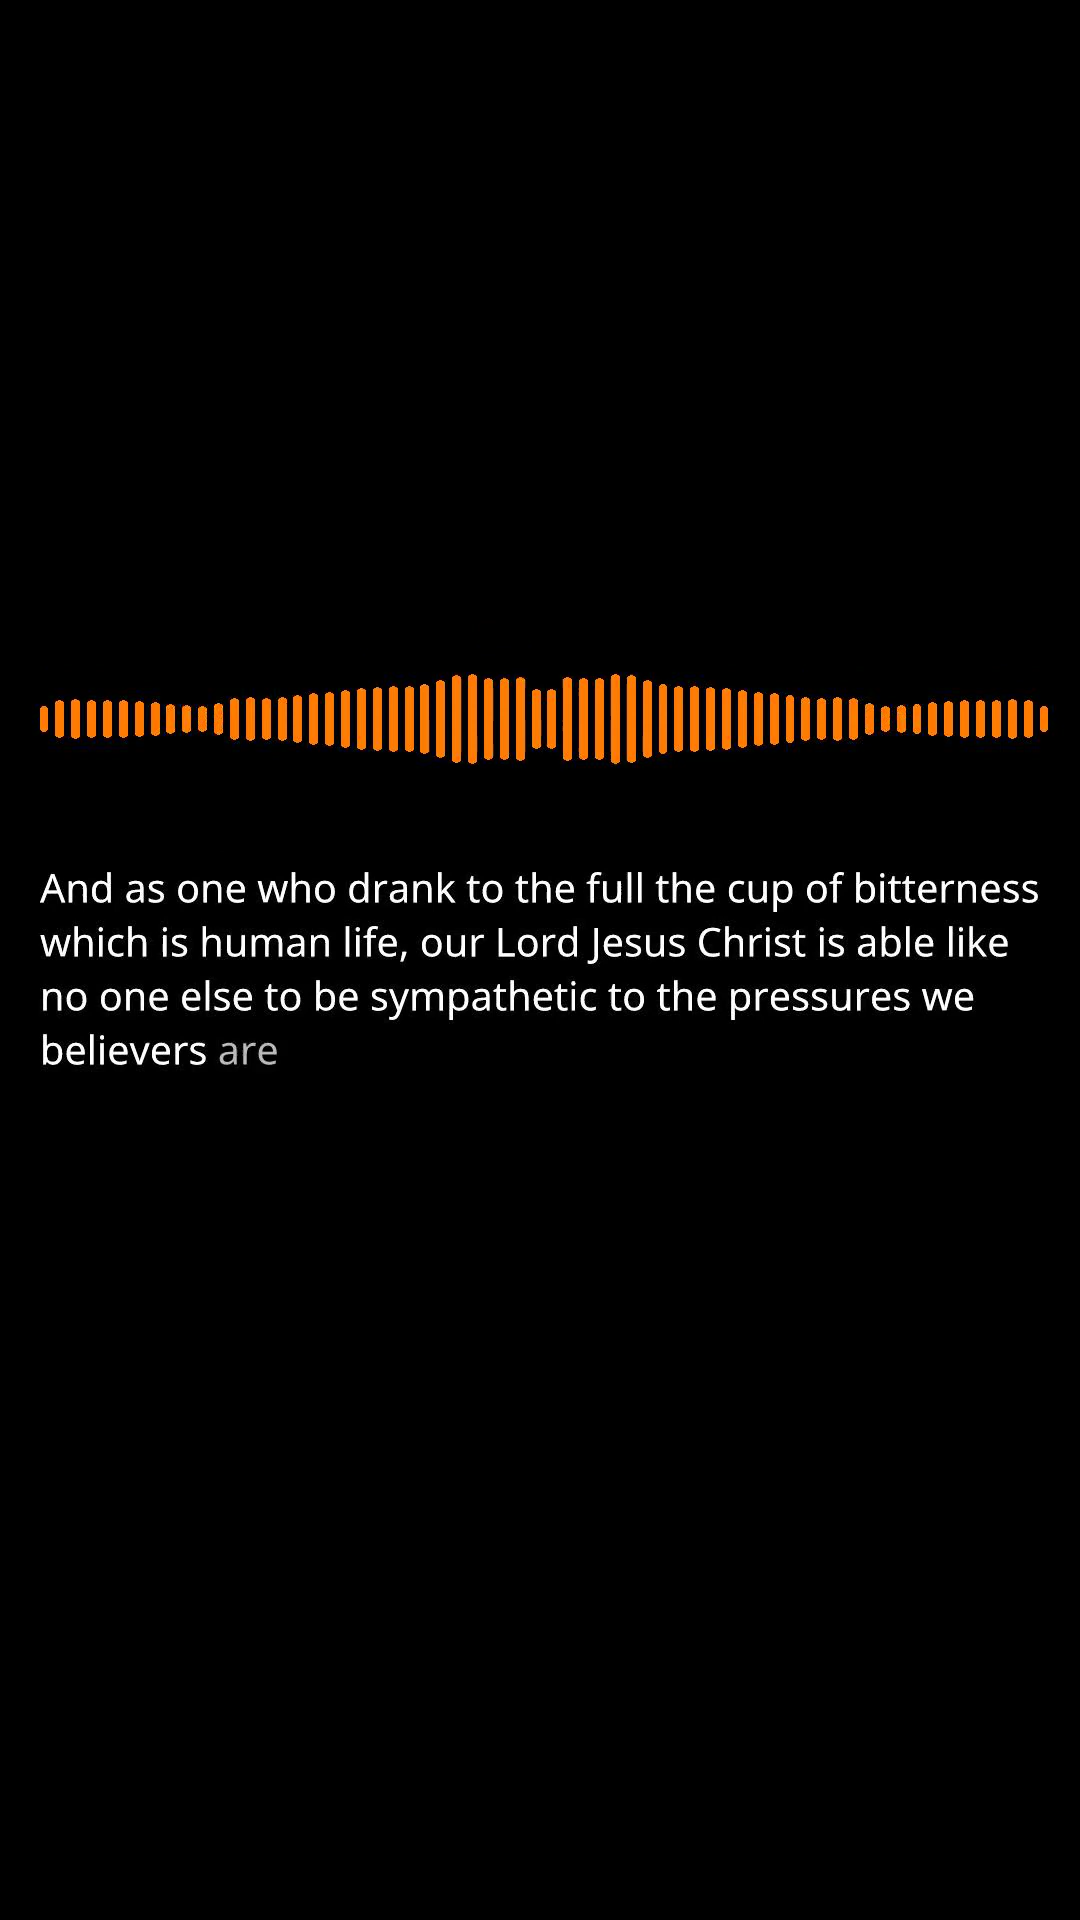 And as one who drank to the full the cup of bitterness
which is human life, our Lord Jesus Christ is able like
no one else to be sympathetic to the pressures we
believers are